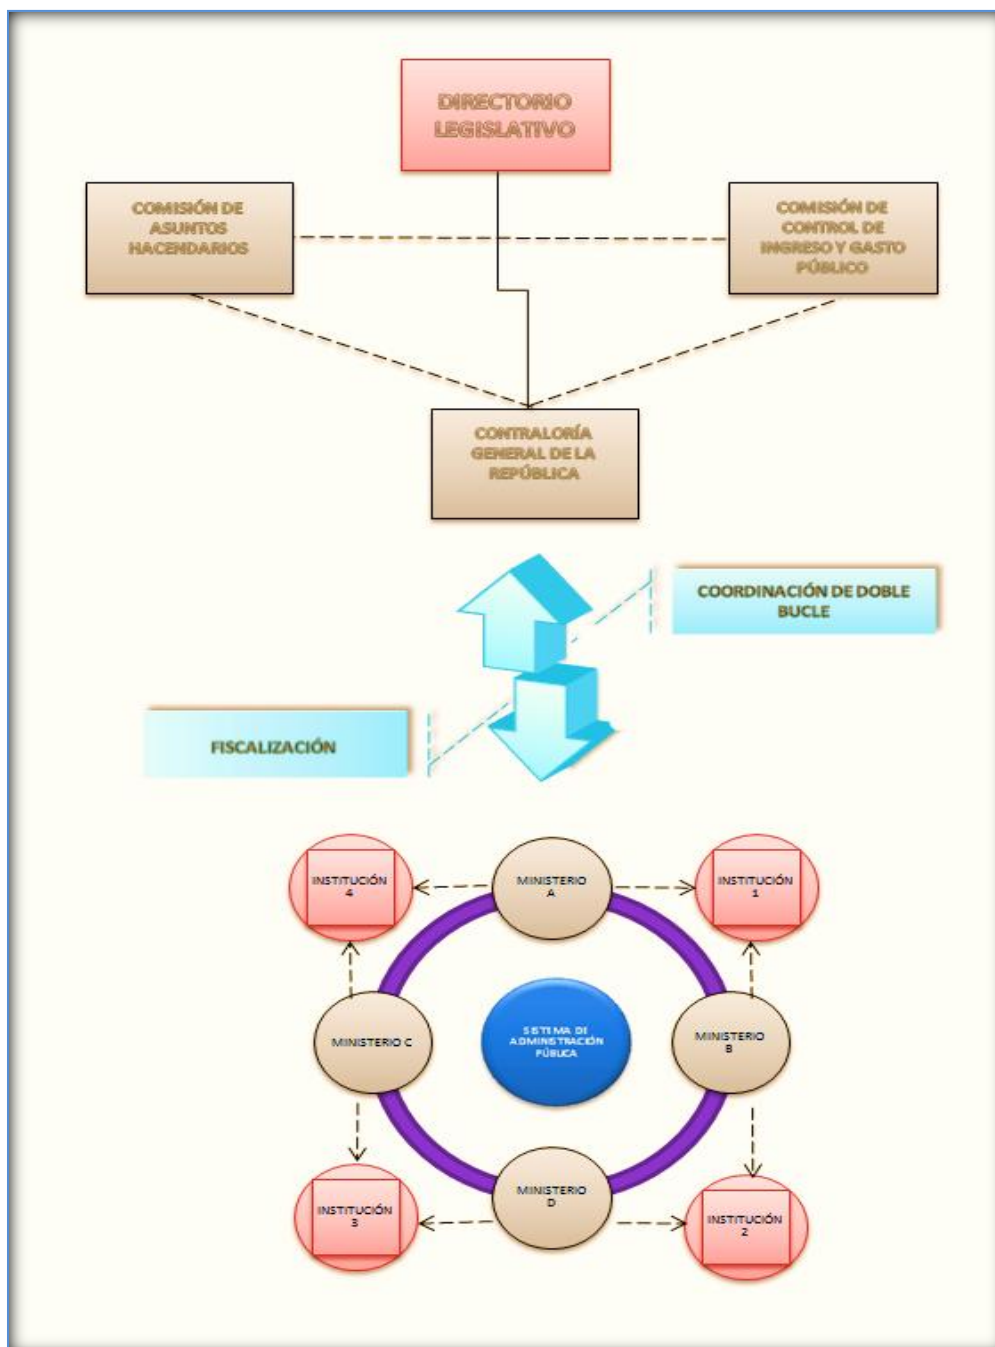 DIRECTORIO
LEGISLATIVO
COMISIÓN DE
ASUNTOS
HACENDARIOS
COMISIÓN DE
CONTROL DE
INGRESO Y GASTO
PÚBLICO
CONTRALORÍA
GENERAL DE LA
REPÚBLICA
COORDINACIÓN DE DOBLE
BUCLE
FISCALIZACIÓN
INSTITUCIÓN
4
MINISTERIO
A
INSTITUCIÓN
1
MINISTERIO C
SISTEMA DE
ADMINISTRACIÓN
PÚBLICA
MINISTERIO
B
INSTITUCIÓN
3
MINISTERIO
D
INSTITUCIÓN
2